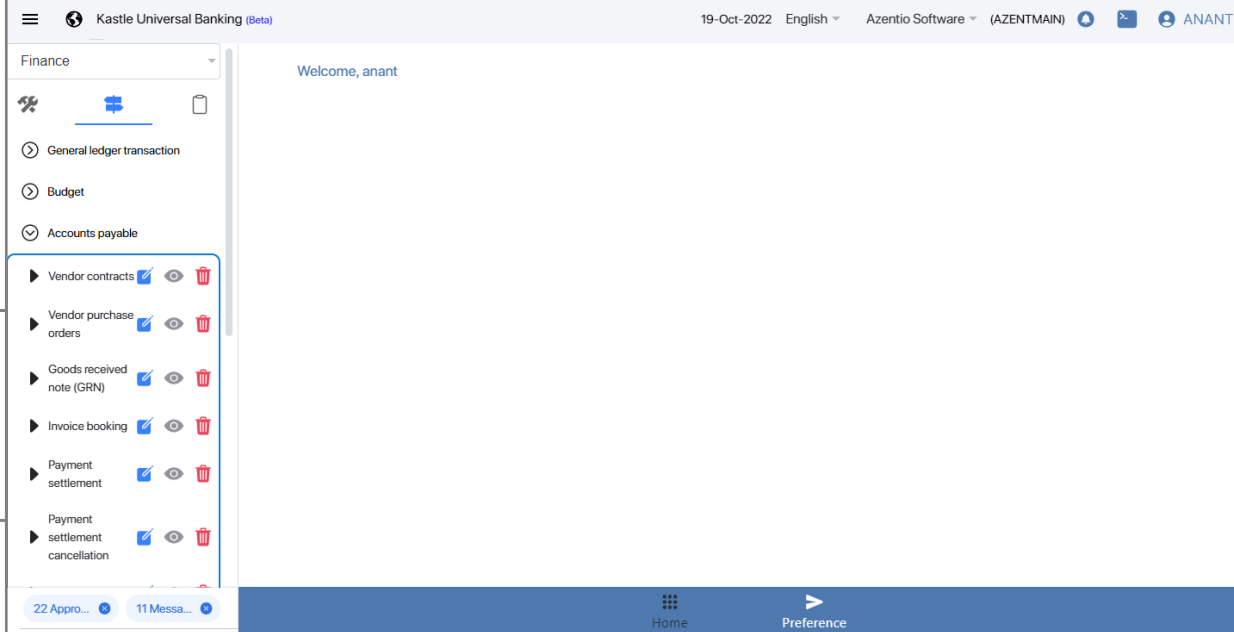 Kastle Universal Banking (Beta)
19-Oct-2022 English Azentio Software (AZENTMAIN) ANANT
Finance
Welcome, anant
General ledger transaction
Budget
Accounts payable
Vendor contracts
Vendor purchase
orders
Goods received
note (GRN)
Invoice booking
Payment
settlement
Payment
settlement
cancellation
22 Appro...
11 Messa...
Home
Preference